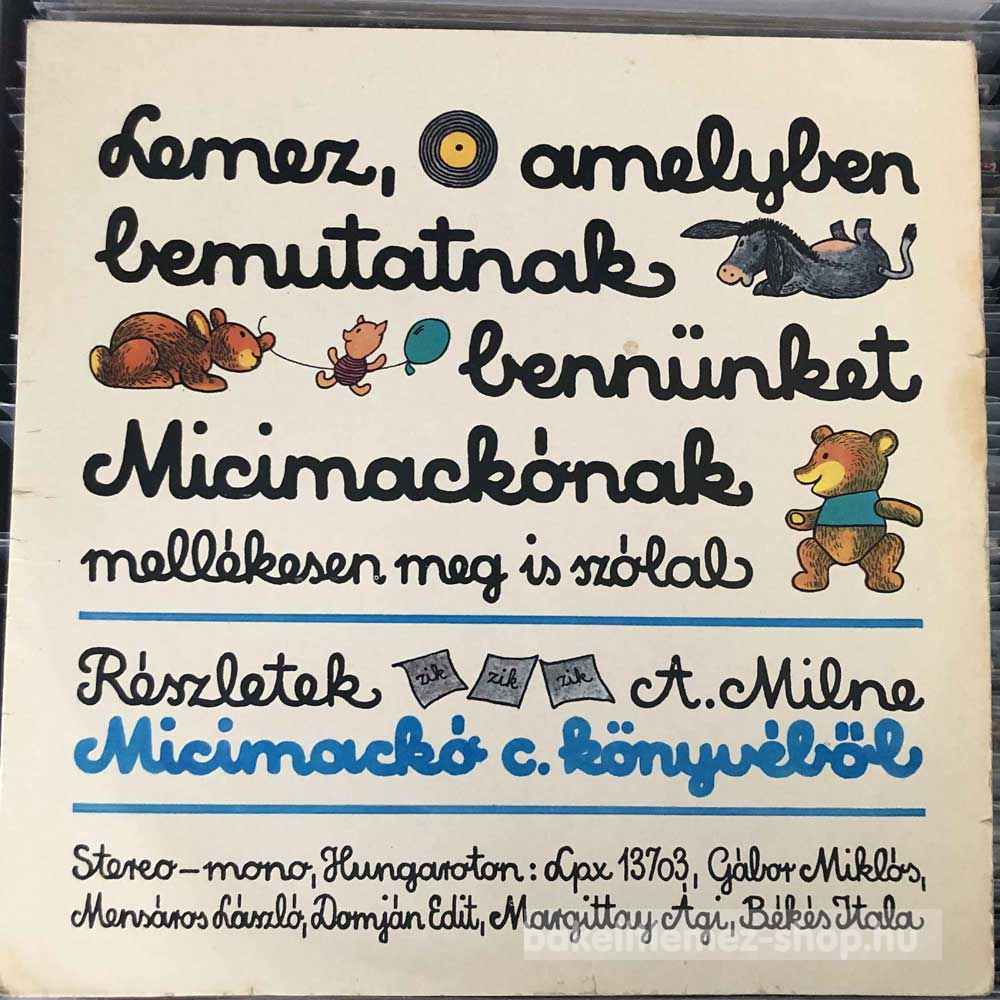 Lemez, amelyben
bemutatnak
bennünket
Micimackónak
mellékesen meg is szólal
Részletek zik zik zik A. Milne
Micimackó c. könyvéből
Stereo-mono, Hungaroton: Lpx 13703, Gábor Miklós,
Mensáros László, Domján Edit, Margittay Ági, Békés Itala
bakelitlemez-shop.hu